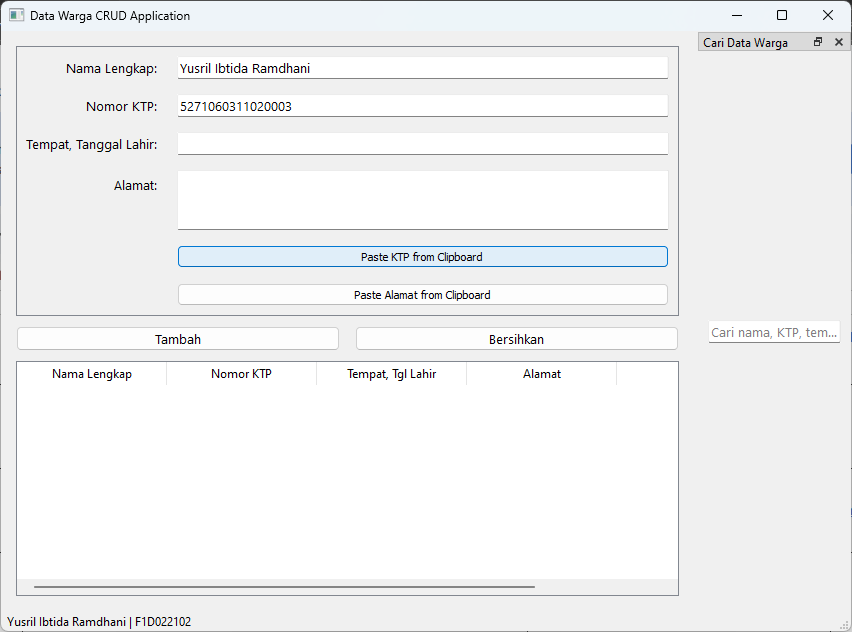 Data Warga CRUD Application
Cari Data Warga
Nama Lengkap: Yusril Ibtida Ramdhani
Nomor KTP: 5271060311020003
Tempat, Tanggal Lahir:
Alamat:
Paste KTP from Clipboard
Paste Alamat from Clipboard
Tambah Bersihkan
Cari nama, KTP, tem...
Nama Lengkap Nomor KTP Tempat, Tgl Lahir Alamat
Yusril Ibtida Ramdhani | F1D022102